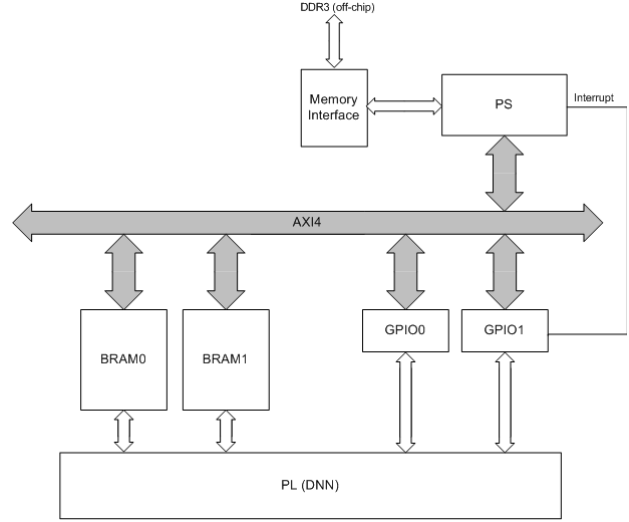 DDR3 (off-chip)
Memory
Interface
PS
Interrupt
AXI4
BRAM0
BRAM1
GPIO0
GPIO1
PL (DNN)